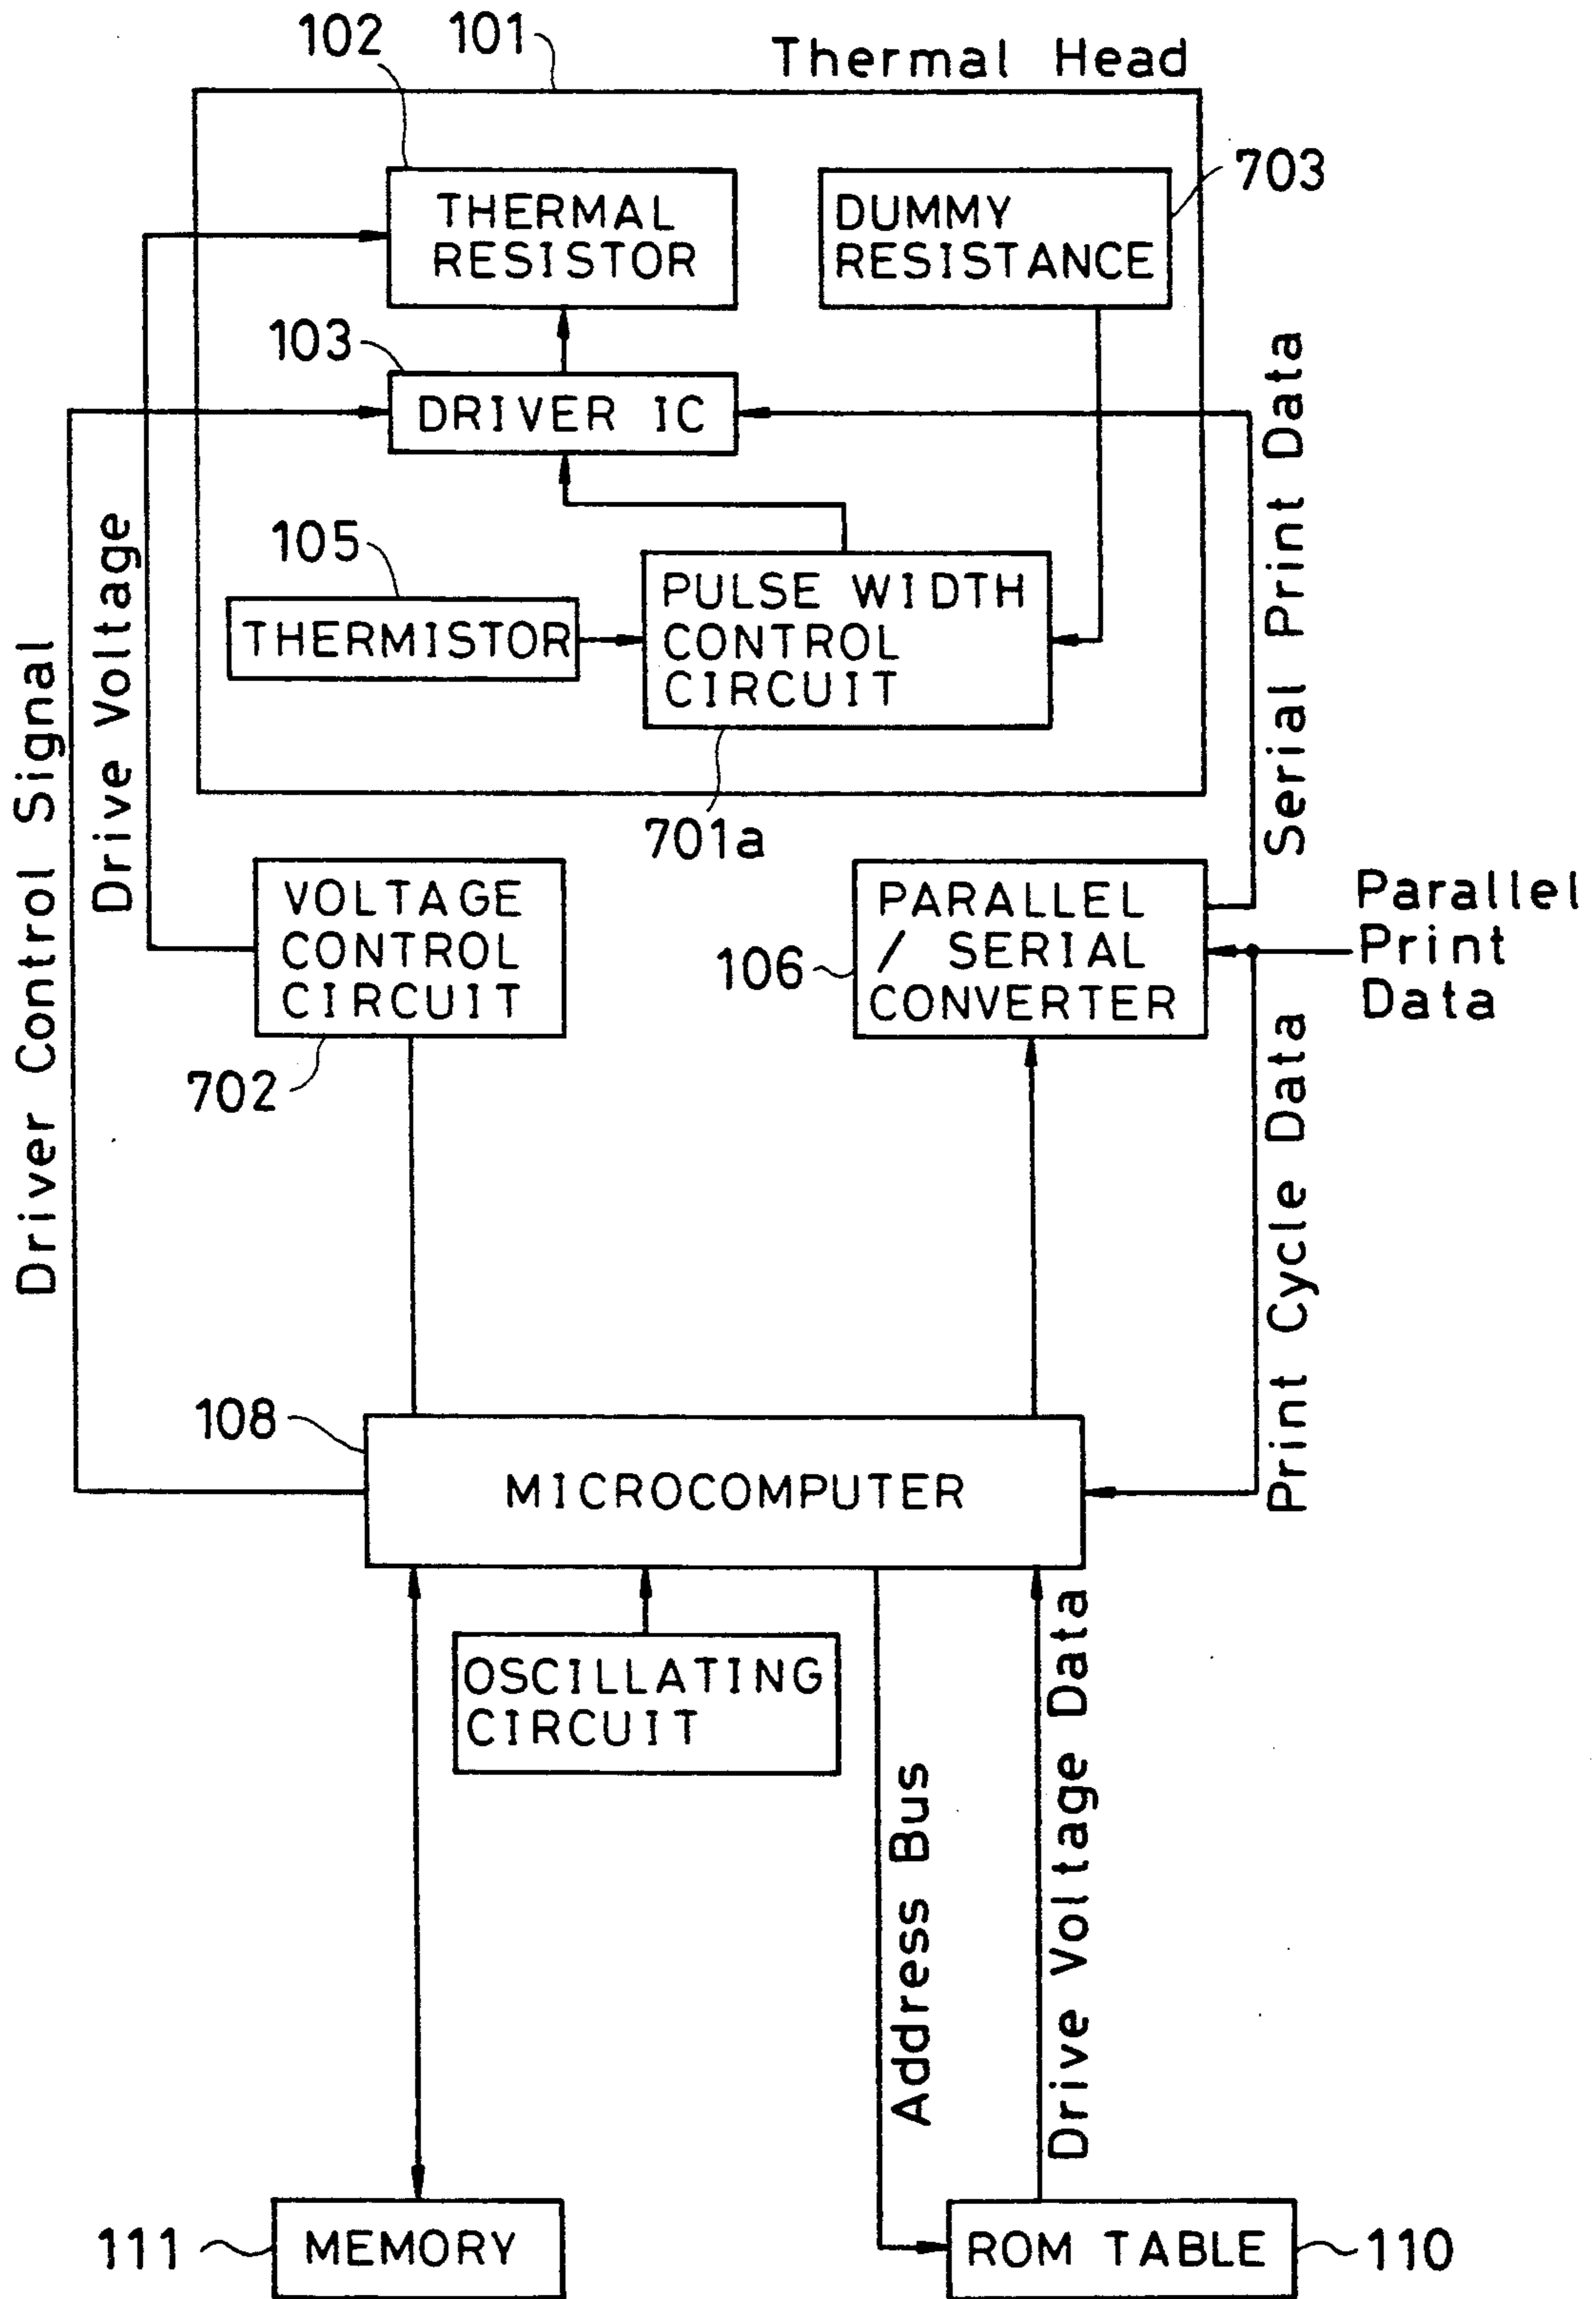 102
101
Thermal Head
703
THERMAL
RESISTOR
DUMMY
RESISTANCE
103
DRIVER IC
105
THERMISTOR
PULSE WIDTH
CONTROL
CIRCUIT
701a
Driver Control Signal
Drive Voltage
Serial Print Data
VOLTAGE
CONTROL
CIRCUIT
702
PARALLEL
/ SERIAL
CONVERTER
106
Parallel
Print
Data
Print Cycle Data
108
MICROCOMPUTER
OSCILLATING
CIRCUIT
Address Bus
Drive Voltage Data
111
MEMORY
ROM TABLE
110